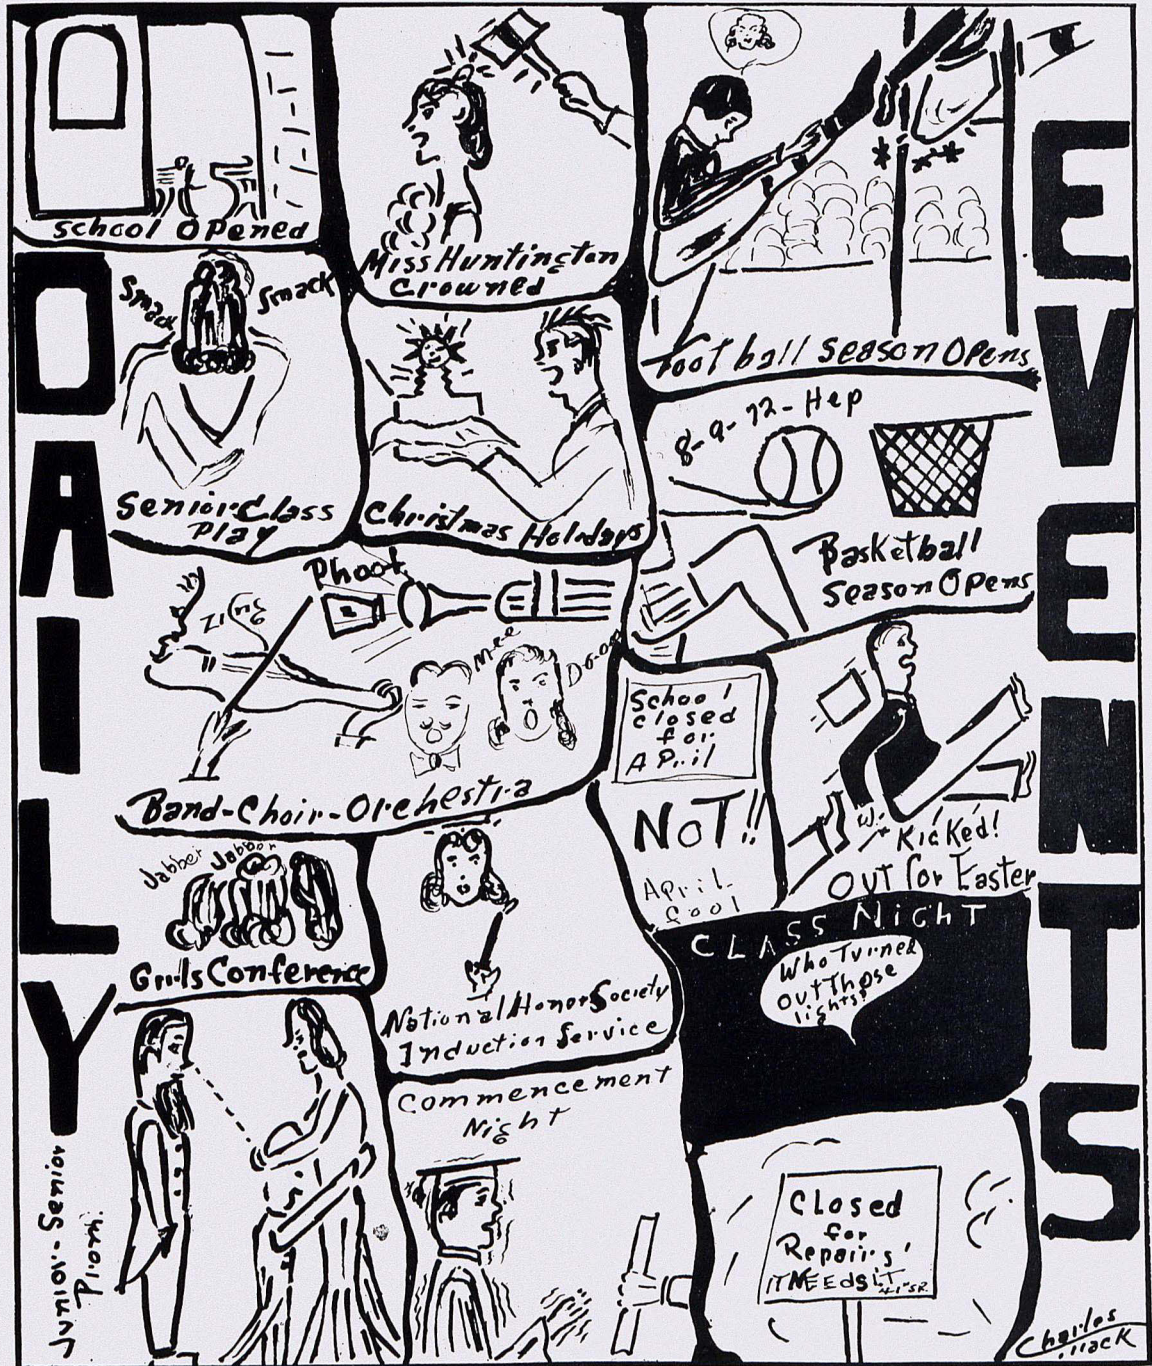 DAILY
EVENTS
School Opened
Miss Huntington
Crowned
Football Season Opens
Smack
Smack
Senior Class
Play
Christmas Holidays
8-9-72-Hep
Basketball
Season Opens
Zing
Phoot
Mee
Band-Choir-Orchestra
School
closed
for
April
NOT!!
April
fool
Kicked!
Out for Easter
Jabber Jabber
Girls Conference
National Honor Society
Induction Service
CLASS NIGHT
Who Turned
Out Those
lights?
Junior-Senior
Prom.
Commencement
Night
Closed
for
Repairs!
IT NEEdS iT
41 SR.
Charles